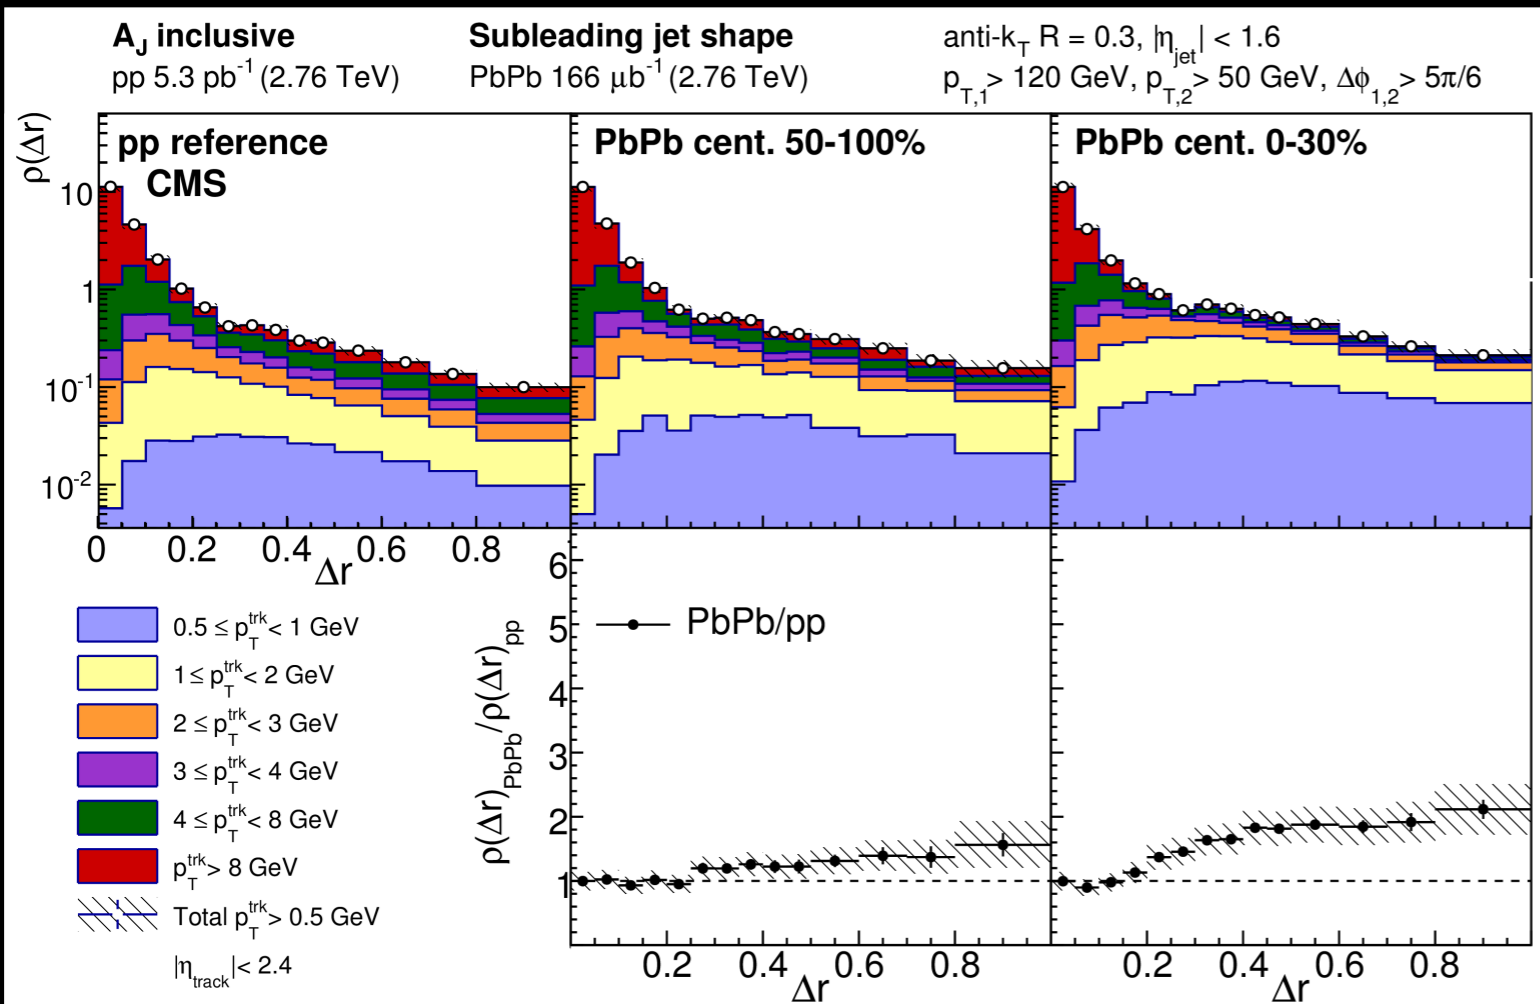 A_J inclusive
pp 5.3 pb⁻¹ (2.76 TeV)
Subleading jet shape
PbPb 166 μb⁻¹ (2.76 TeV)
anti-k_T R = 0.3, |η_jet| < 1.6
p_T,1 > 120 GeV, p_T,2 > 50 GeV, Δϕ_1,2 > 5π/6
ρ(Δr)
pp reference
CMS
PbPb cent. 50-100%
PbPb cent. 0-30%
10
1
10⁻¹
10⁻²
0 0.2 0.4 0.6 0.8
Δr
0.5 ≤ p_T^trk < 1 GeV
1 ≤ p_T^trk < 2 GeV
2 ≤ p_T^trk < 3 GeV
3 ≤ p_T^trk < 4 GeV
4 ≤ p_T^trk < 8 GeV
p_T^trk > 8 GeV
Total p_T^trk > 0.5 GeV
|η_track| < 2.4
ρ(Δr)_PbPb/ρ(Δr)_pp
6
5
4
3
2
1
PbPb/pp
0.2 0.4 0.6 0.8
Δr
0.2 0.4 0.6 0.8
Δr